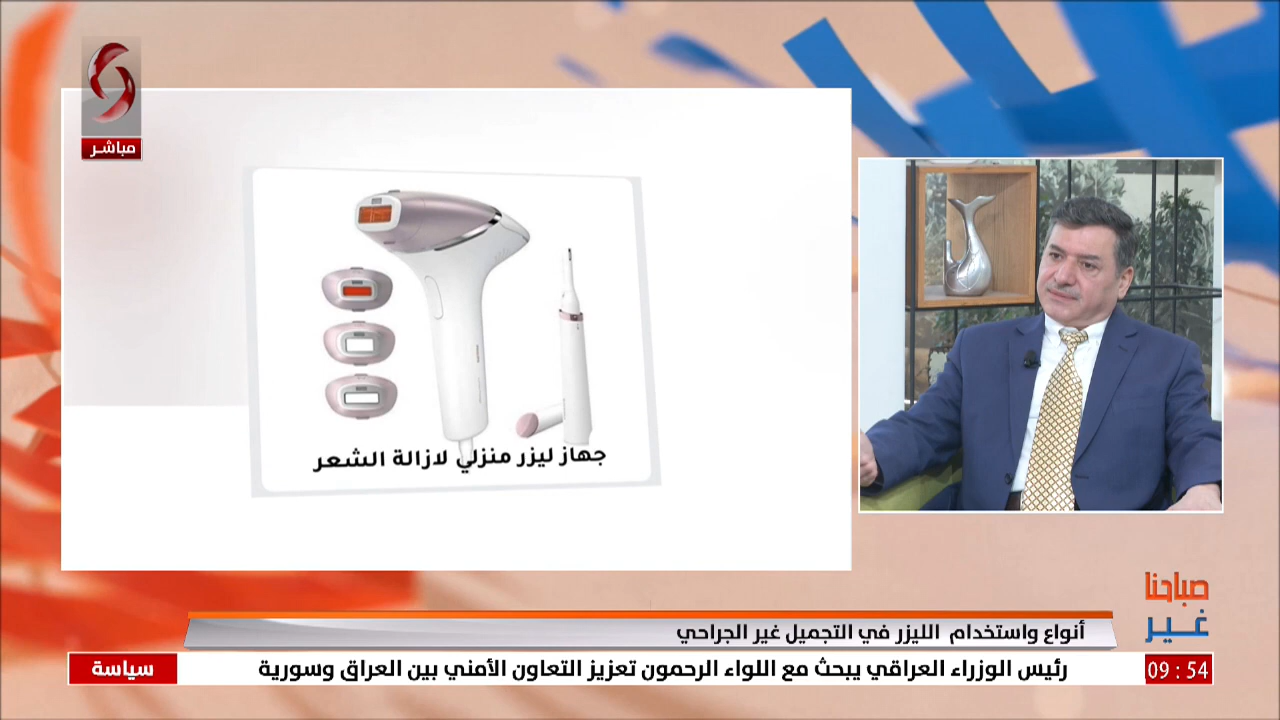 مباشر
جهاز ليزر منزلي لازالة الشعر
صباحنا
غير
أنواع واستخدام الليزر في التجميل غير الجراحي
سياسة
رئيس الوزراء العراقي يبحث مع اللواء الرحمون تعزيز التعاون الأمني بين العراق وسورية
09 : 54